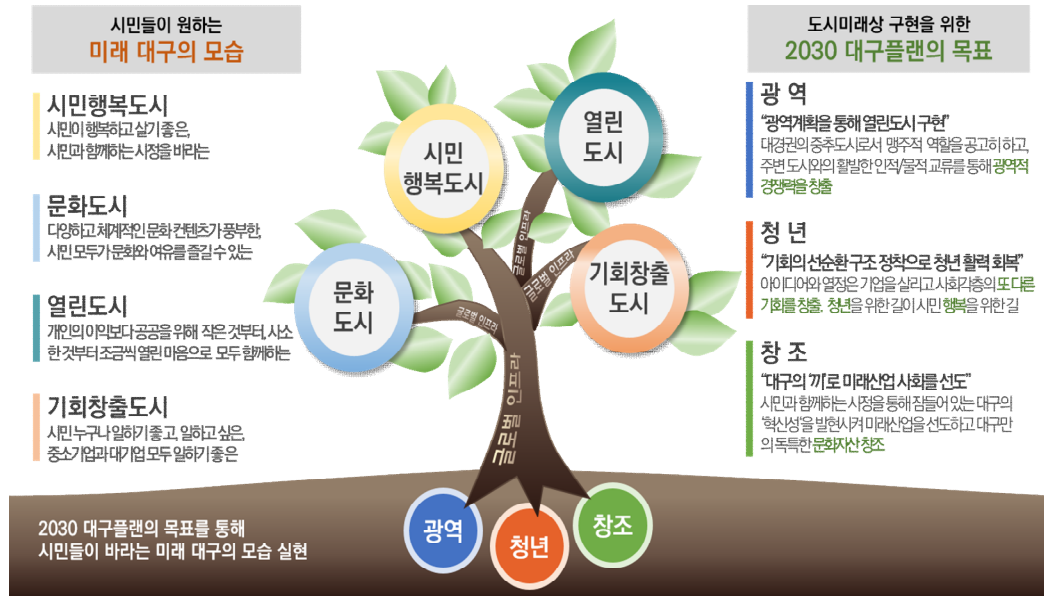 시민들이 원하는
미래 대구의 모습
시민행복도시
시민이 행복하고 살기 좋은,
시민과 함께하는 시정을 바라는
문화도시
다양하고 체계적인 문화 컨텐츠가 풍부한,
시민 모두가 문화와 여유를 즐길 수 있는
열린도시
개인의 이익보다 공공을 위해 작은 것부터, 사소
한 것부터 조금씩 열린 마음으로 모두 함께하는
기회창출도시
시민 누구나 일하기 좋고, 일하고 싶은,
중소기업과 대기업 모두 일하기 좋은
시민
행복도시
열린
도시
문화
도시
기회창출
도시
글로벌 인프라
글로벌 인프라
글로벌 인프라
글로벌 인프라
도시미래상 구현을 위한
2030 대구플랜의 목표
광 역
“광역계획을 통해 열린도시 구현”
대경권의 중추도시로서 맹주적 역할을 공고히 하고,
주변 도시와의 활발한 인적/물적 교류를 통해 광역적
경쟁력을 창출
청 년
“기회의 선순환 구조 정착으로 청년 활력 회복”
아이디어와 열정은 기업을 살리고 사회각층의 또 다른
기회를 창출. 청년을 위한 길이 시민 행복을 위한 길
창 조
“대구의 ‘끼’로 미래산업 사회를 선도”
시민과 함께하는 시정을 통해 잠들어 있는 대구의
‘혁신성’을 발현시켜 미래산업을 선도하고 대구만
의 독특한 문화자산 창조
2030 대구플랜의 목표를 통해
시민들이 바라는 미래 대구의 모습 실현
광역
청년
창조